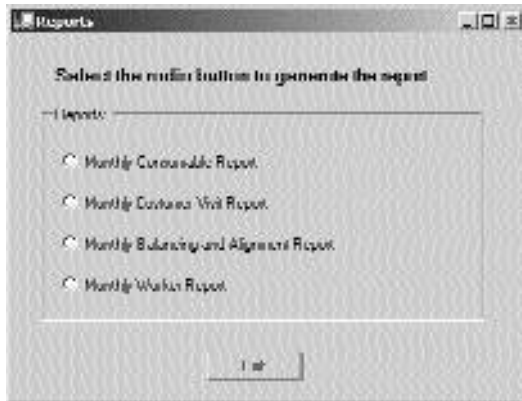 Reports
Select the radio button to generate the report
Reports
Monthly Consumable Report
Monthly Customer Visit Report
Monthly Balancing and Alignment Report
Monthly Worker Report